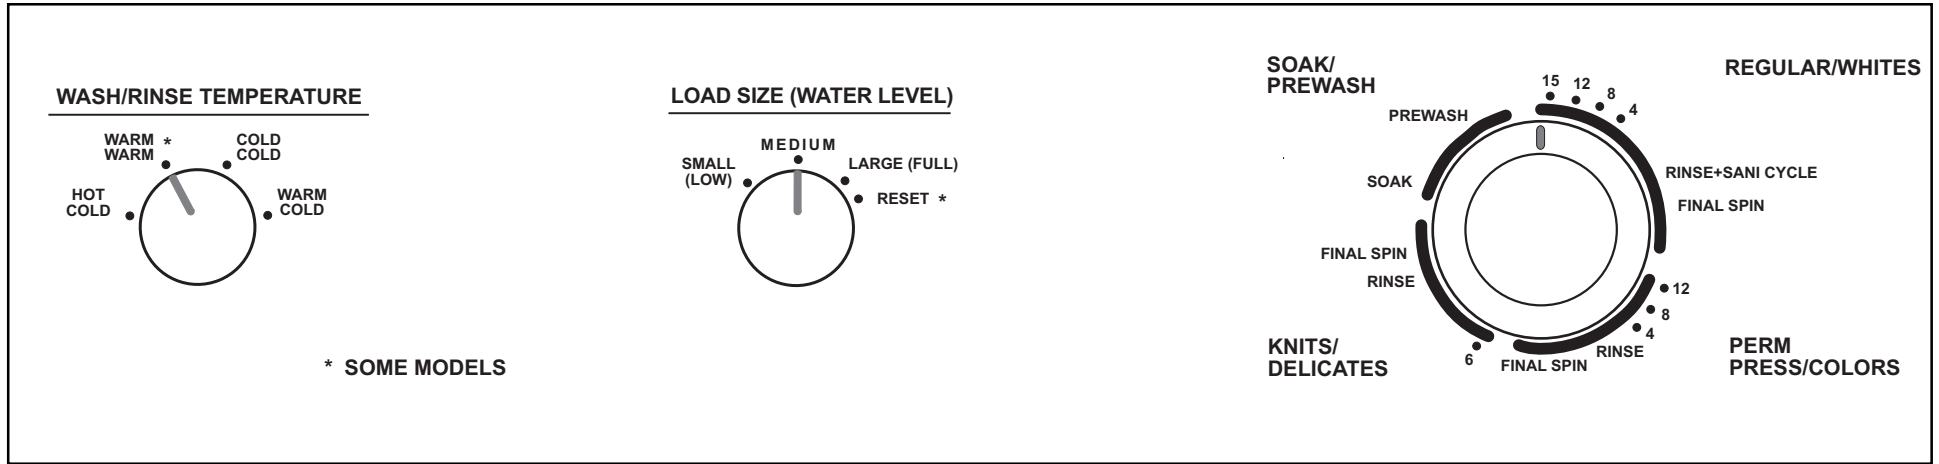 WASH/RINSE TEMPERATURE
WARM *
WARM
COLD
COLD
HOT
COLD
WARM
COLD
* SOME MODELS
LOAD SIZE (WATER LEVEL)
MEDIUM
SMALL
(LOW)
LARGE (FULL)
RESET *
SOAK/
PREWASH
REGULAR/WHITES
15
12
8
4
PREWASH
SOAK
RINSE+SANI CYCLE
FINAL SPIN
FINAL SPIN
RINSE
12
8
4
RINSE
FINAL SPIN
6
KNITS/
DELICATES
PERM
PRESS/COLORS